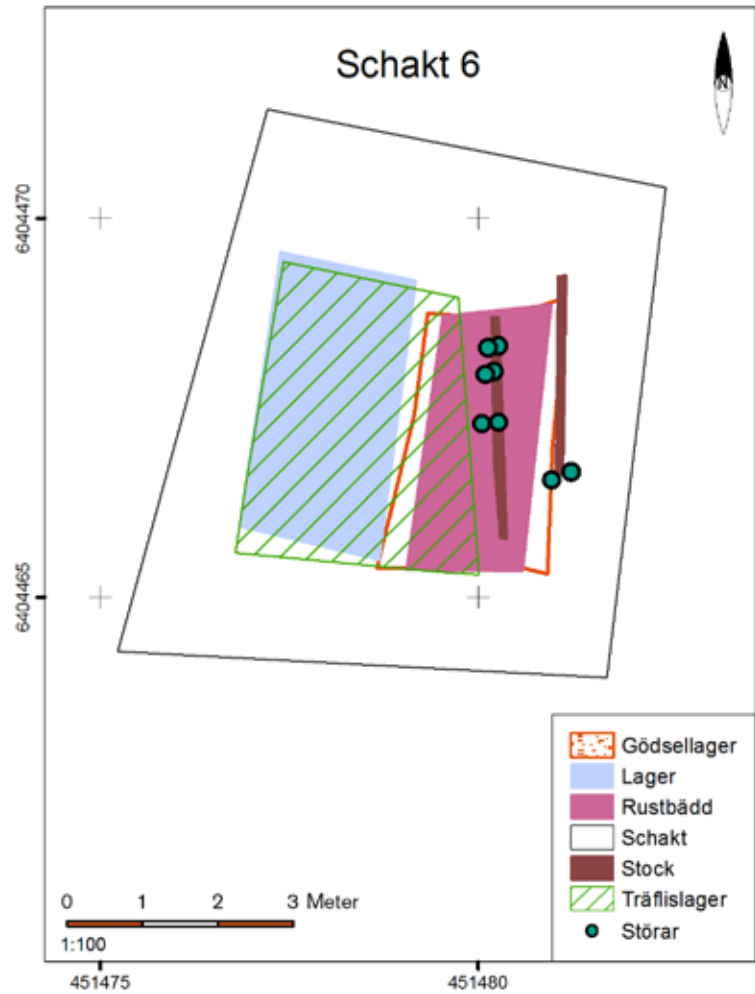 Schakt 6
N
6404470
6404465
Gödsellager
Lager
Rustbädd
Schakt
Stock
Träflislager
Störar
0 1 2 3 Meter
1:100
451475 451480